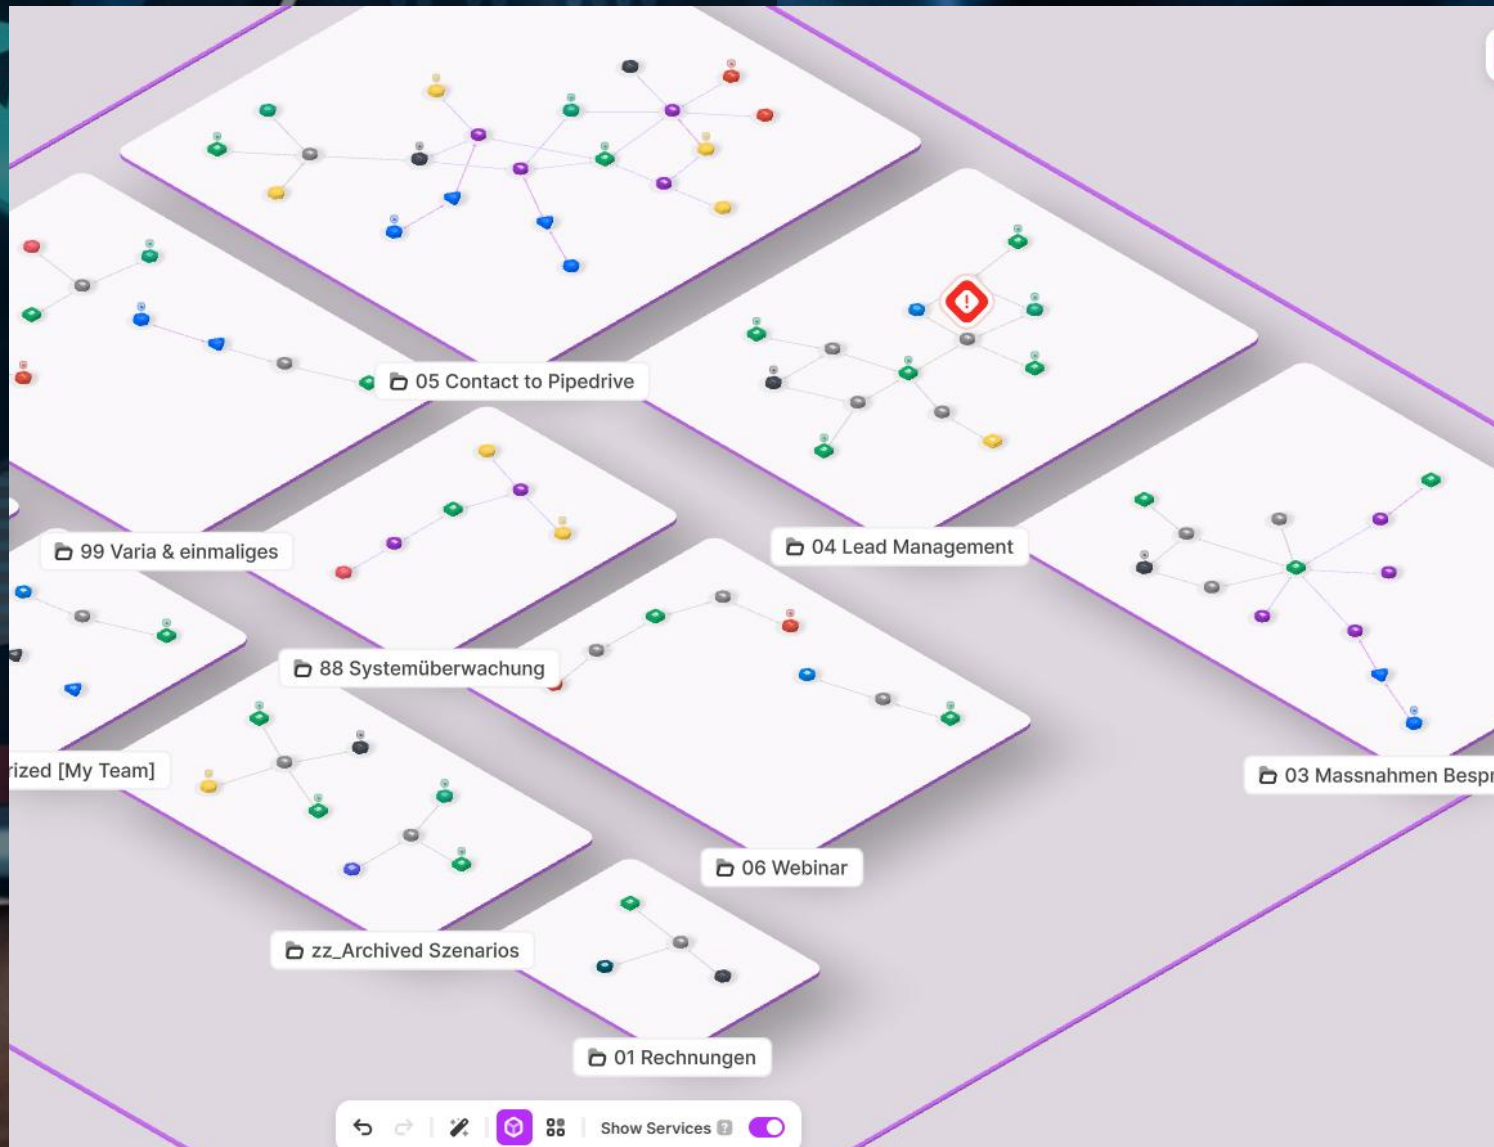 05 Contact to Pipedrive
99 Varia & einmaliges
04 Lead Management
88 Systemüberwachung
rized [My Team]
03 Massnahmen Bespr
06 Webinar
zz_Archived Szenarios
01 Rechnungen
Show Services ?